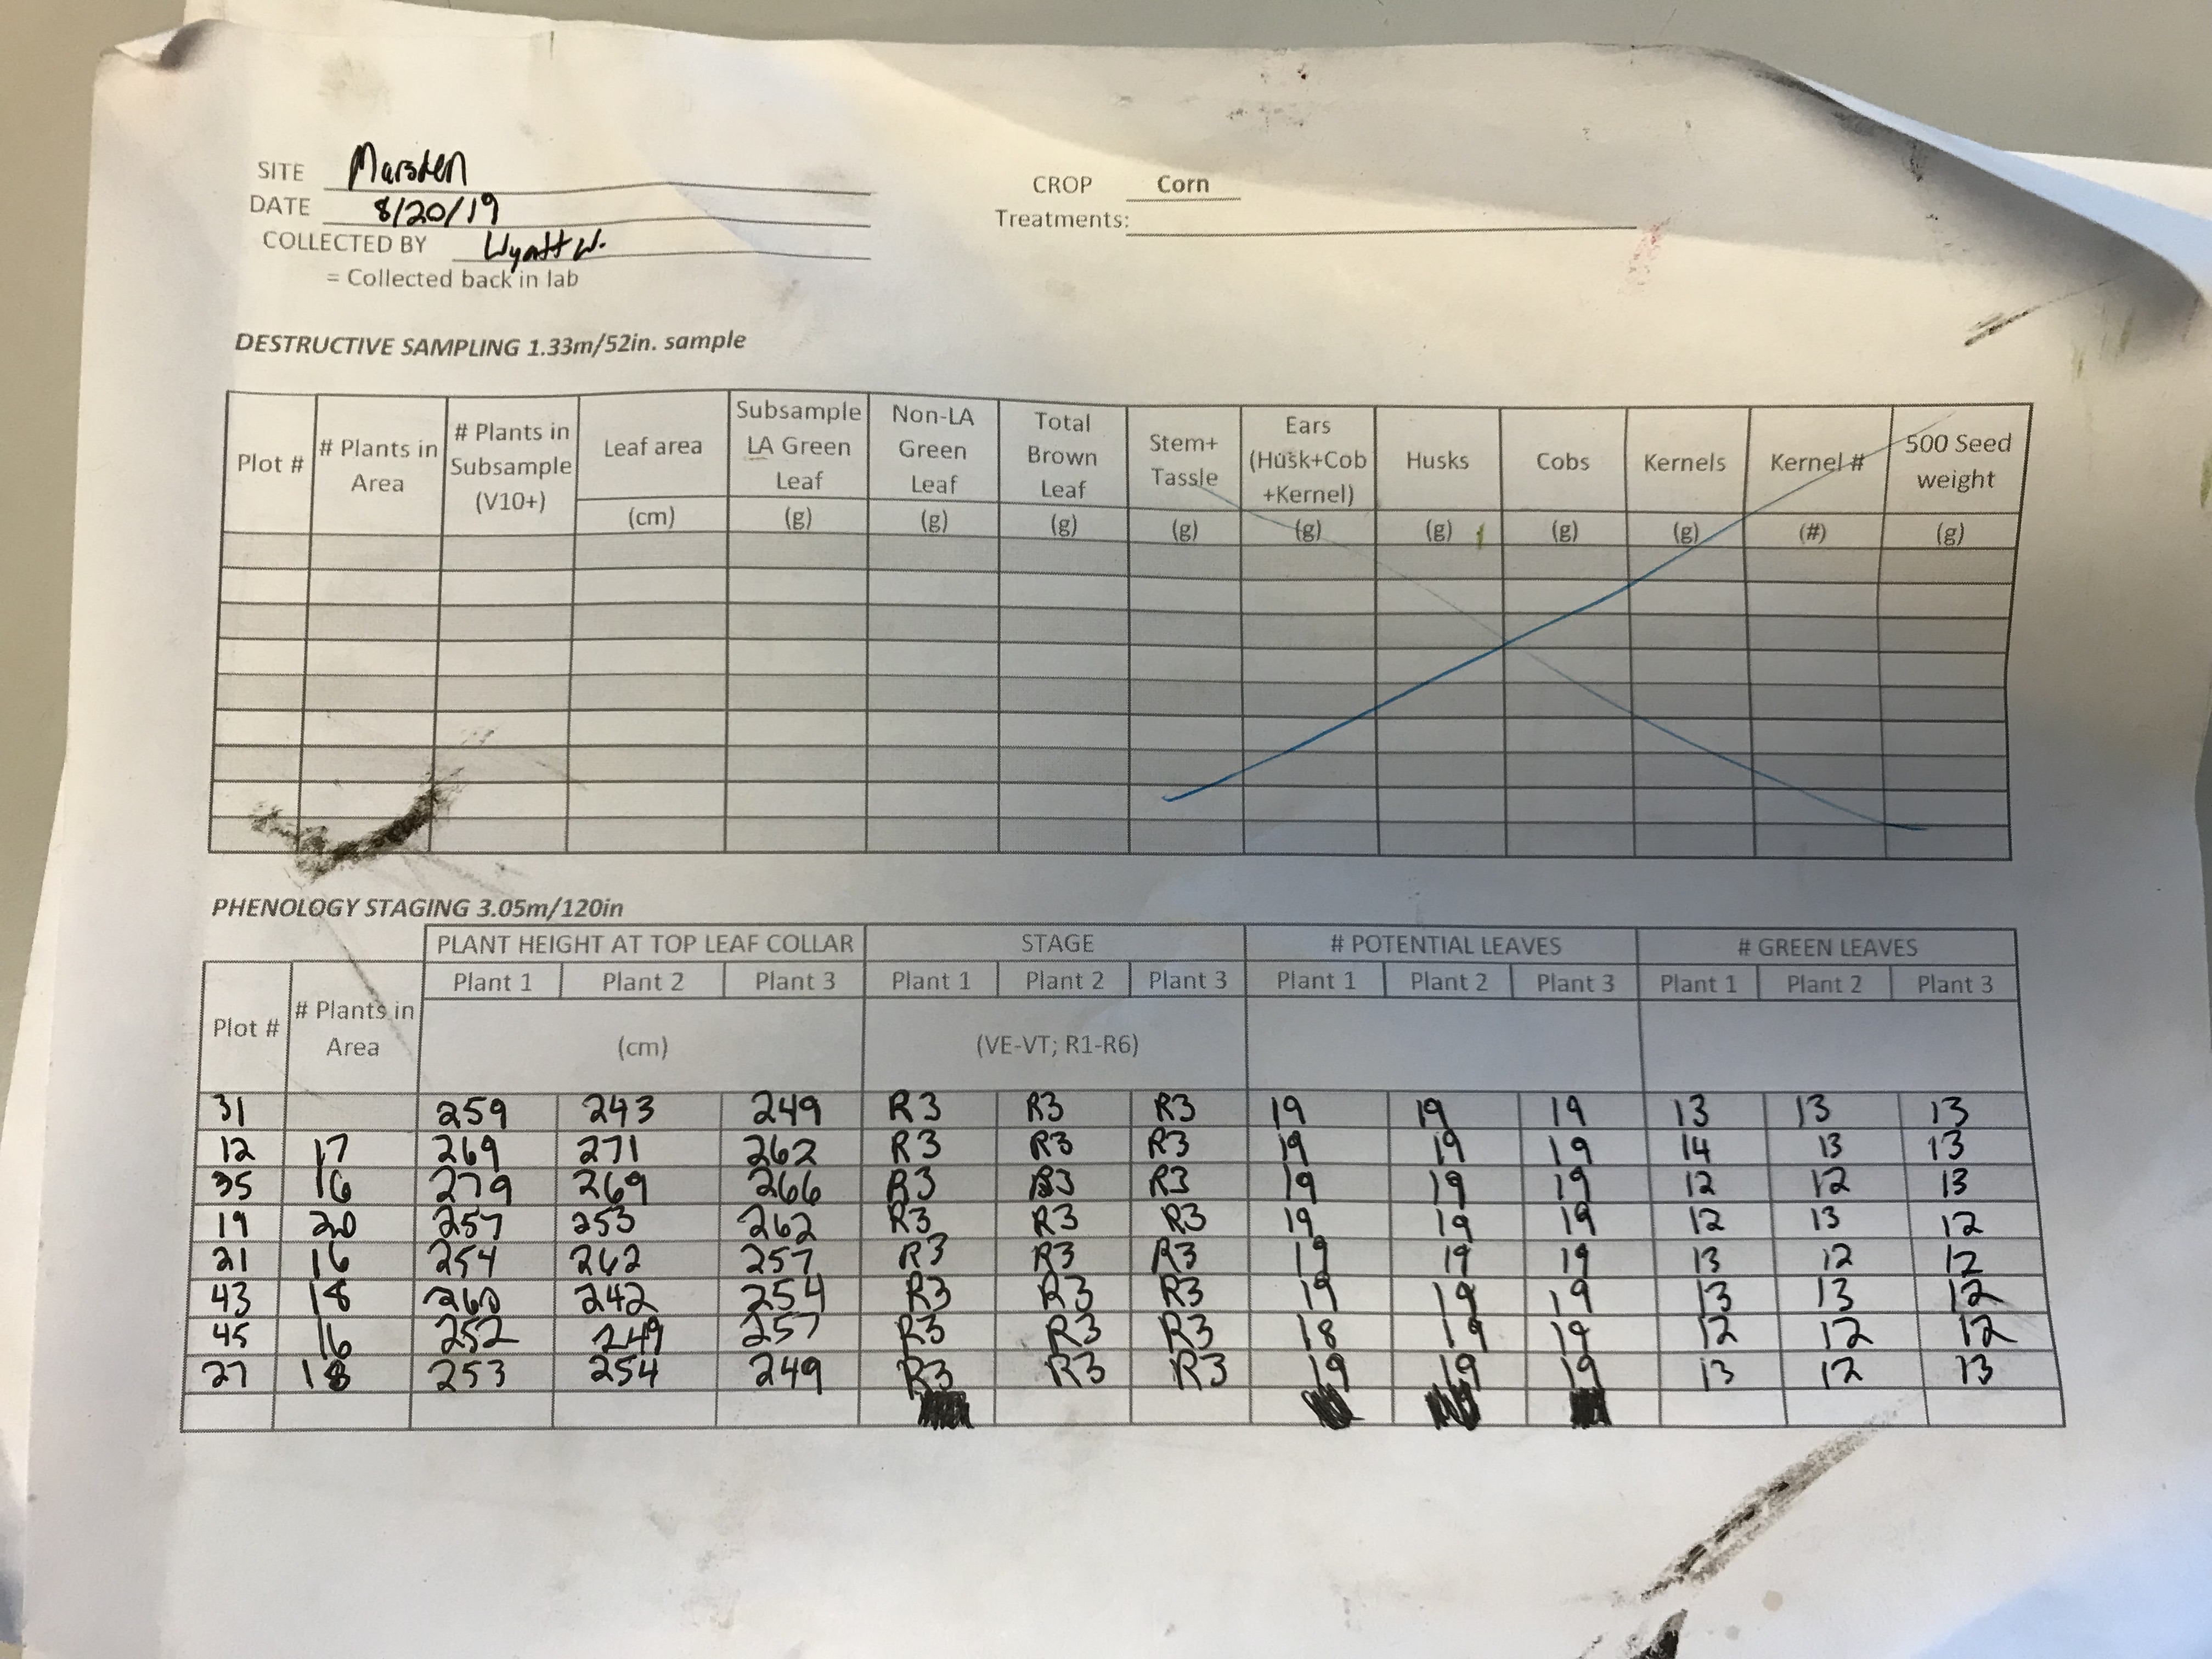 SITE Marsden
DATE 8/20/19
COLLECTED BY Wyatt W.
= Collected back in lab
CROP Corn
Treatments:
DESTRUCTIVE SAMPLING 1.33m/52in. sample
Plot # # Plants in Area # Plants in Subsample (V10+) Leaf area Subsample LA Green Leaf Non-LA Green Leaf Total Brown Leaf Stem+ Tassle Ears (Husk+Cob +Kernel) Husks Cobs Kernels Kernel # 500 Seed weight
(cm) (g) (g) (g) (g) (g) (g) (g) (g) (#) (g)
PHENOLOGY STAGING 3.05m/120in
PLANT HEIGHT AT TOP LEAF COLLAR STAGE # POTENTIAL LEAVES # GREEN LEAVES
Plot # # Plants in Area Plant 1 Plant 2 Plant 3 Plant 1 Plant 2 Plant 3 Plant 1 Plant 2 Plant 3 Plant 1 Plant 2 Plant 3
(cm) (VE-VT; R1-R6)
31 259 243 249 R3 R3 R3 19 19 19 13 13 13
12 17 269 271 262 R3 R3 R3 19 19 19 14 13 13
35 16 279 269 266 R3 R3 R3 19 19 19 12 12 13
19 20 257 253 262 R3 R3 R3 19 19 19 12 13 12
21 16 254 262 257 R3 R3 R3 19 19 19 13 12 12
43 18 260 242 254 R3 R3 R3 19 19 19 13 13 12
45 16 252 249 257 R3 R3 R3 18 19 19 12 12 12
27 18 253 254 249 R3 R3 R3 19 19 19 13 12 13